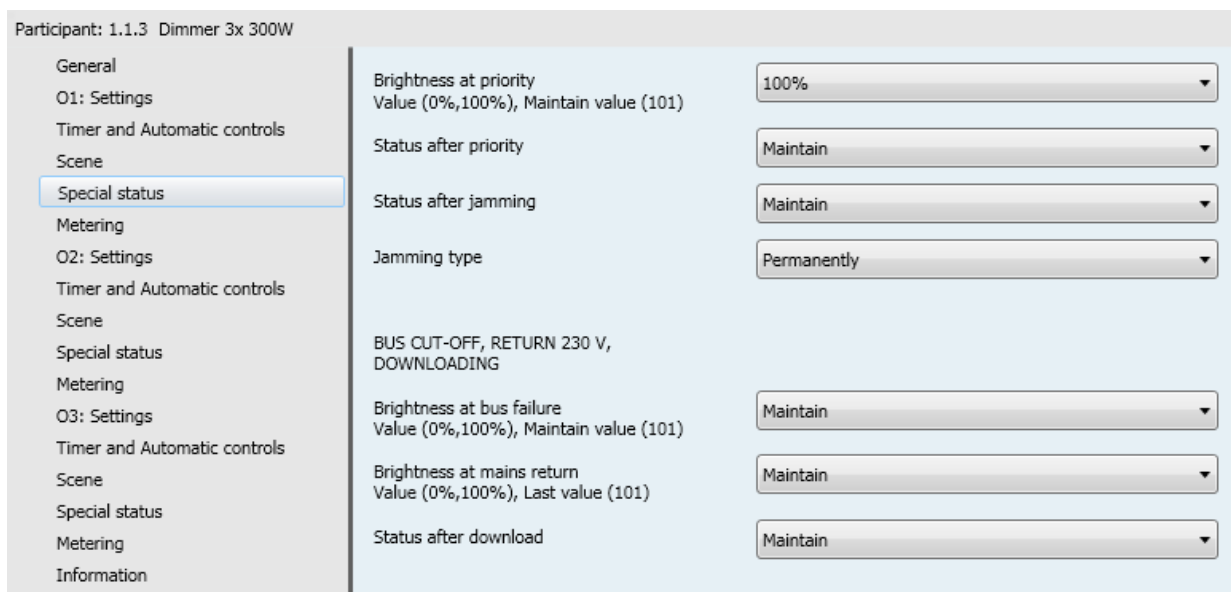 Participant: 1.1.3  Dimmer 3x 300W
General
O1: Settings
Timer and Automatic controls
Scene
Special status
Metering
O2: Settings
Timer and Automatic controls
Scene
Special status
Metering
O3: Settings
Timer and Automatic controls
Scene
Special status
Metering
Information
Brightness at priority
Value (0%,100%), Maintain value (101)
100%
Status after priority
Maintain
Status after jamming
Maintain
Jamming type
Permanently
BUS CUT-OFF, RETURN 230 V,
DOWNLOADING
Brightness at bus failure
Value (0%,100%), Maintain value (101)
Maintain
Brightness at mains return
Value (0%,100%), Last value (101)
Maintain
Status after download
Maintain